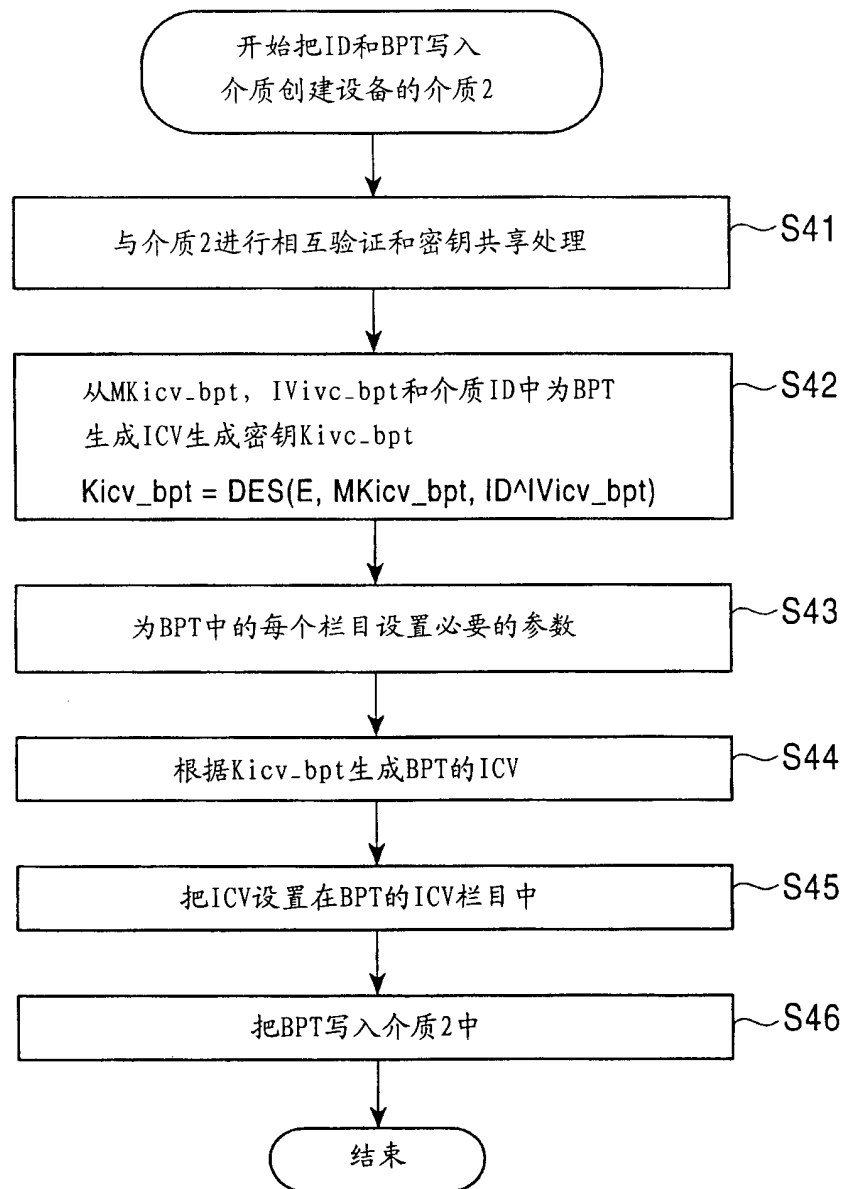 开始把ID和BPT写入
介质创建设备的介质2
与介质2进行相互验证和密钥共享处理
S41
从MKicv_bpt, IVivc_bpt和介质ID中为BPT
生成ICV生成密钥Kivc_bpt
Kicv_bpt = DES(E, MKicv_bpt, ID^IVicv_bpt)
S42
为BPT中的每个栏目设置必要的参数
S43
根据Kicv_bpt生成BPT的ICV
S44
把ICV设置在BPT的ICV栏目中
S45
把BPT写入介质2中
S46
结束